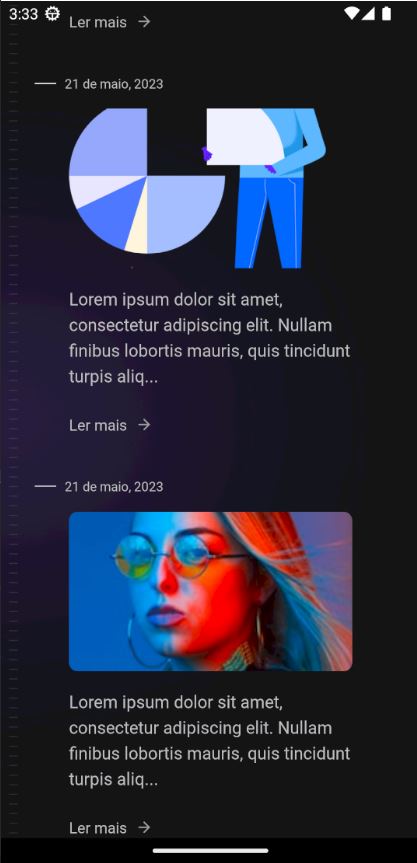 3:33
Ler mais
21 de maio, 2023
Lorem ipsum dolor sit amet,
consectetur adipiscing elit. Nullam
finibus lobortis mauris, quis tincidunt
turpis aliq...
Ler mais
21 de maio, 2023
Lorem ipsum dolor sit amet,
consectetur adipiscing elit. Nullam
finibus lobortis mauris, quis tincidunt
turpis aliq...
Ler mais